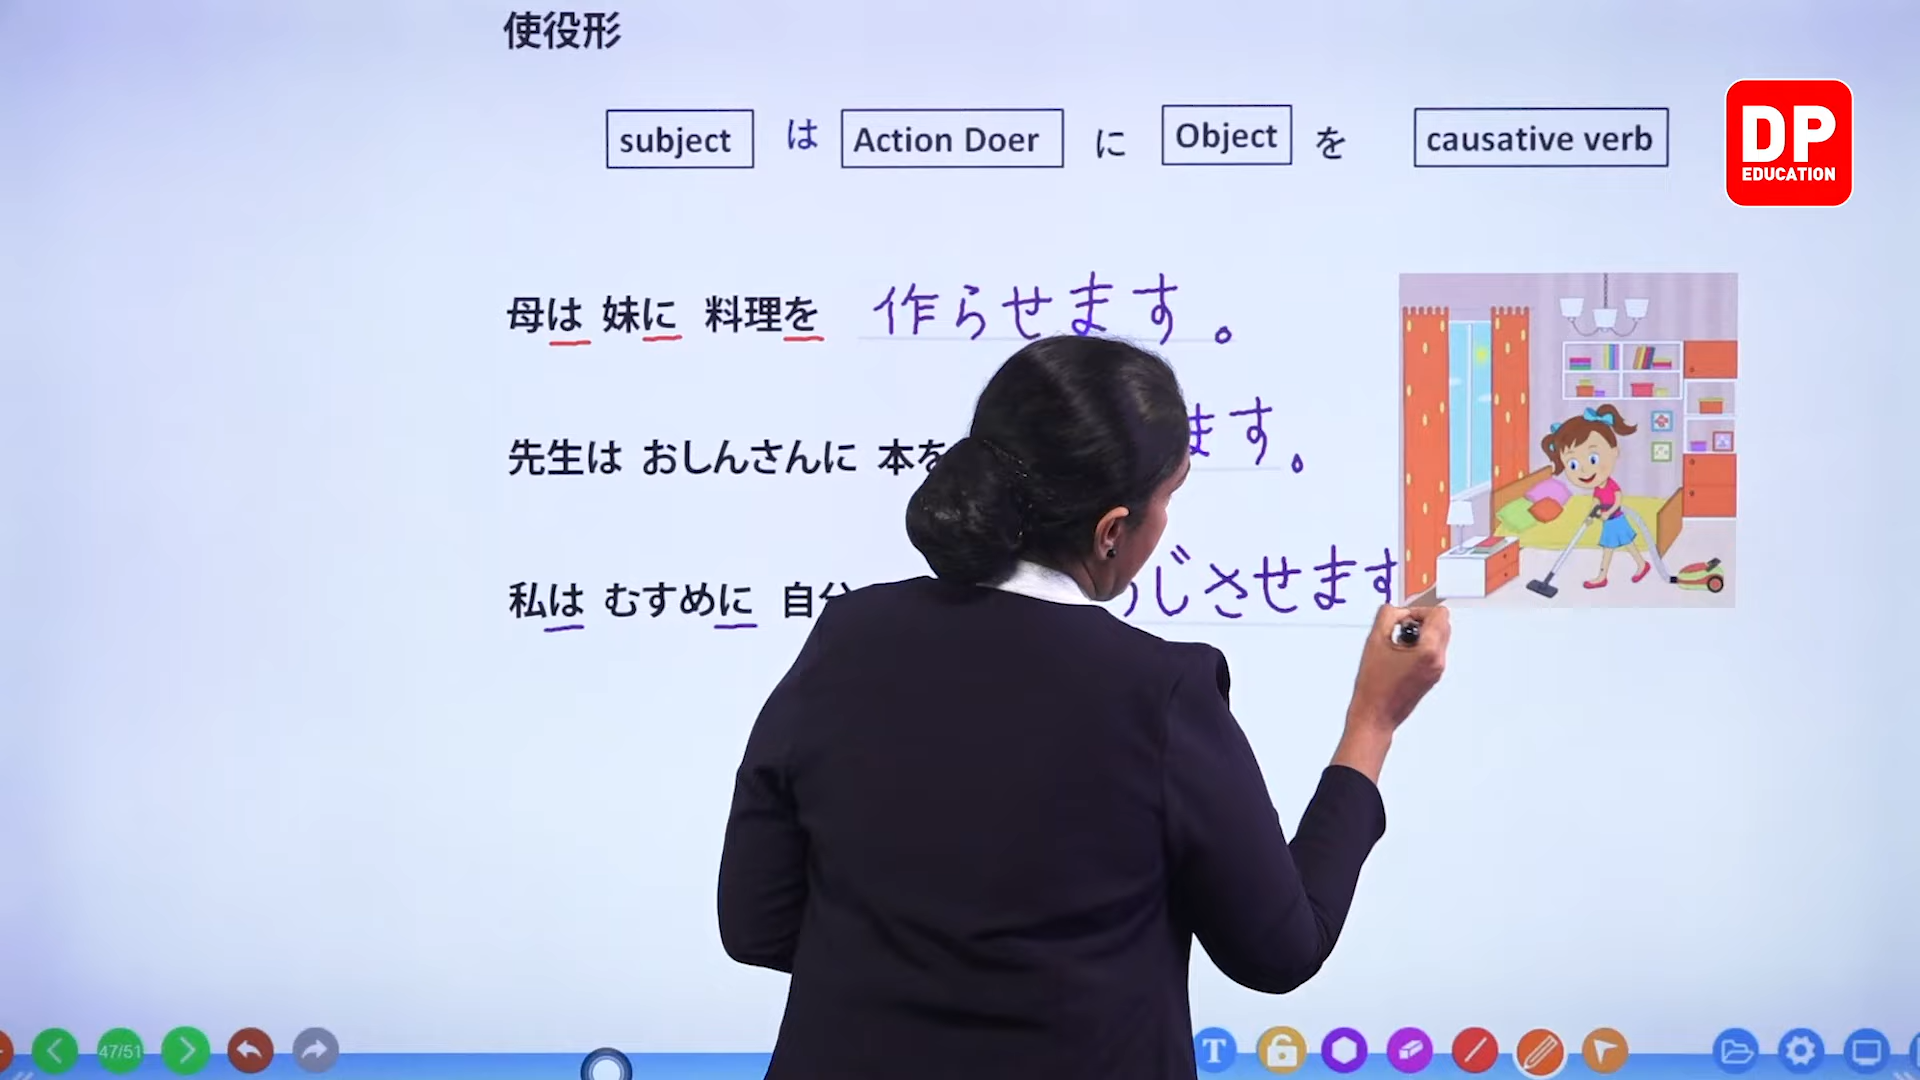 使役形
subject は Action Doer に Object を causative verb
DP
EDUCATION
母は 妹に 料理を 作らせます。
先生は おしんさんに 本を ます。
私は むすめに 自分 じさせます
47/51
T